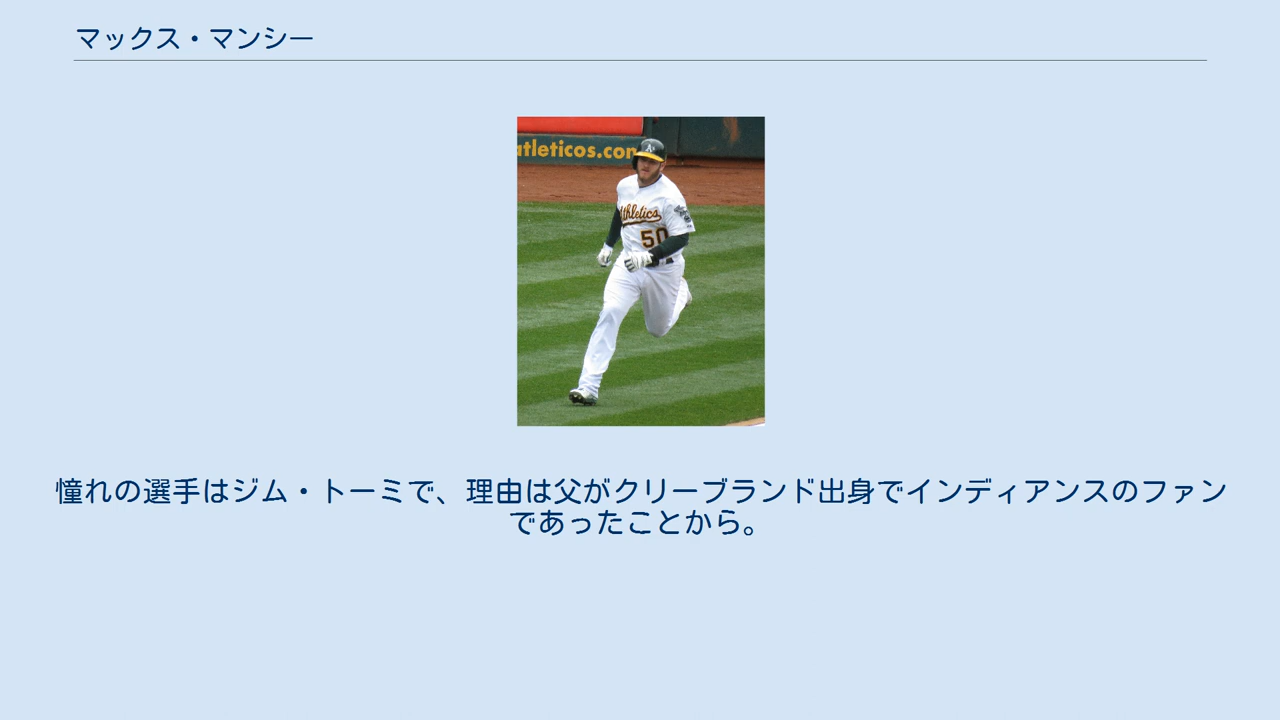 マックス・マンシー
atleticos.com
A's
Athletics
50
憧れの選手はジム・トーミで、理由は父がクリーブランド出身でインディアンスのファン
であったことから。